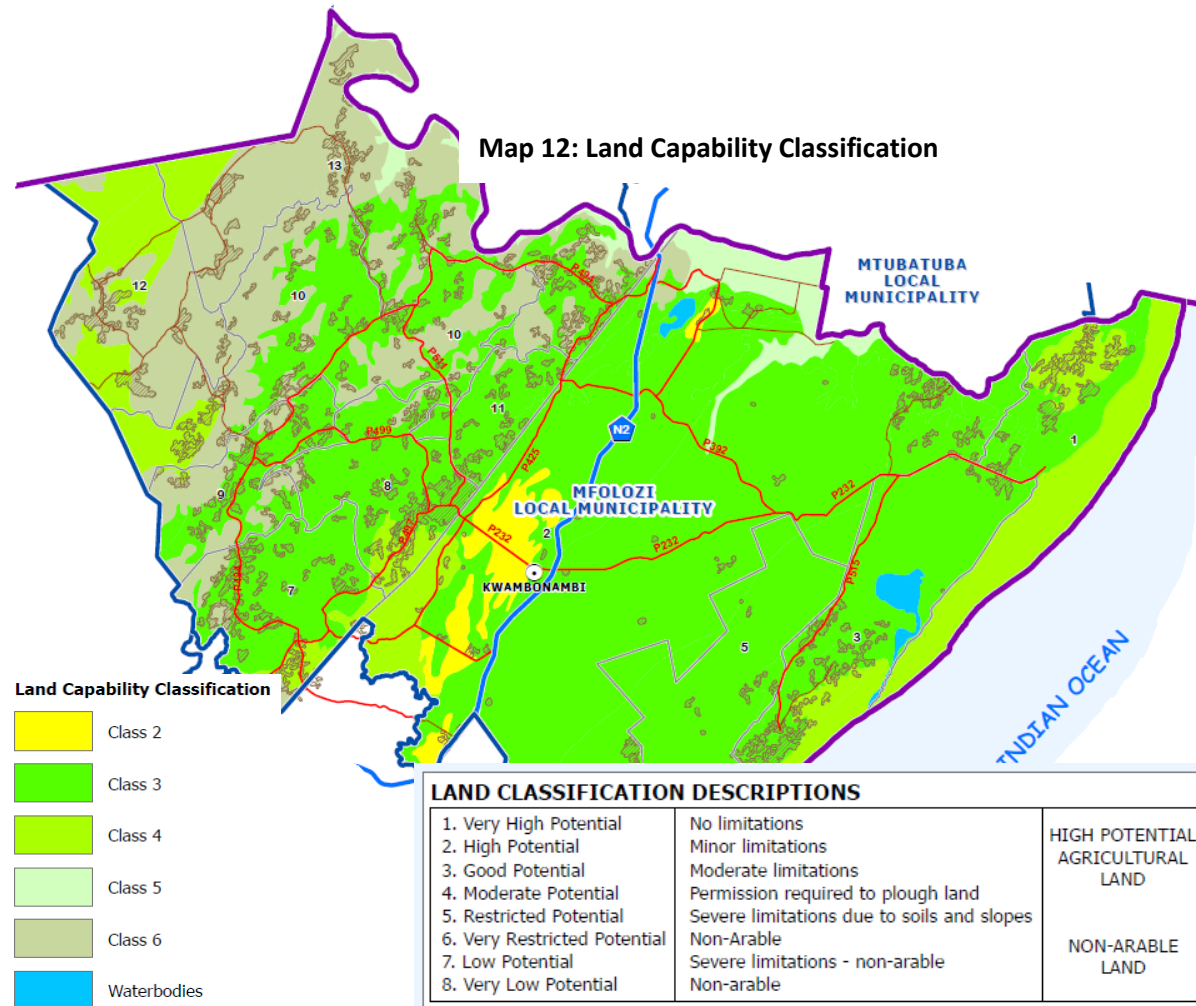 Map 12: Land Capability Classification
MTUBATUBA
LOCAL
MUNICIPALITY
13
12
10
10
P494
P511
11
1
N2
P499
P425
P392
9
8
MFOLOZI
LOCAL MUNICIPALITY
P232
P232
2
P232
KWAMBONAMBI
P515
7
5
3
INDIAN OCEAN
Land Capability Classification
Class 2
Class 3
Class 4
Class 5
Class 6
Waterbodies
LAND CLASSIFICATION DESCRIPTIONS
1. Very High Potential No limitations
2. High Potential Minor limitations
3. Good Potential Moderate limitations
4. Moderate Potential Permission required to plough land
5. Restricted Potential Severe limitations due to soils and slopes
6. Very Restricted Potential Non-Arable
7. Low Potential Severe limitations - non-arable
8. Very Low Potential Non-arable
HIGH POTENTIAL
AGRICULTURAL
LAND
NON-ARABLE
LAND